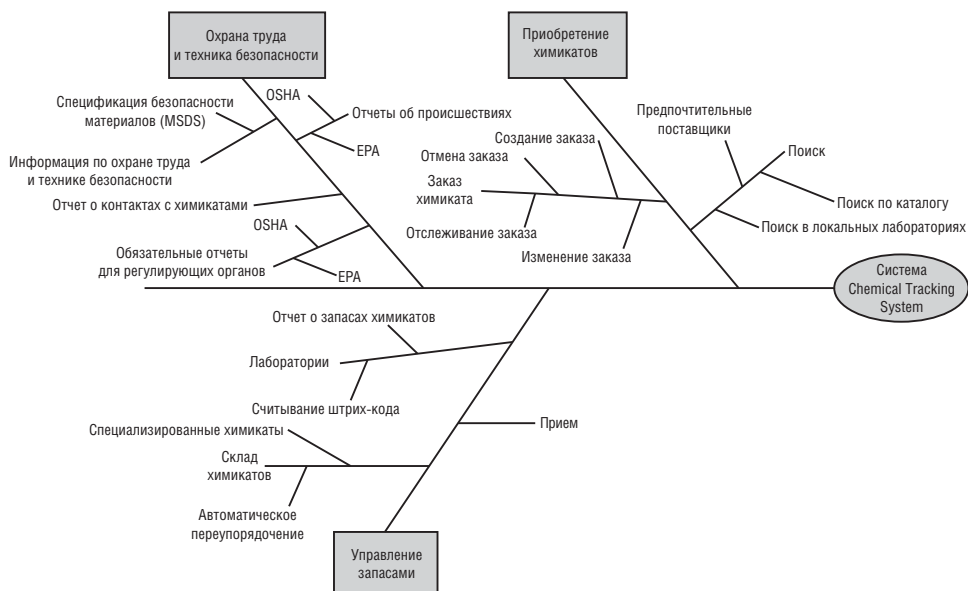 Охрана труда
и техника безопасности
Приобретение
химикатов
Спецификация безопасности
материалов (MSDS)
OSHA
Отчеты об происшествиях
EPA
Информация по охране труда
и технике безопасности
Отчет о контактах с химикатами
OSHA
Обязательные отчеты
для регулирующих органов
EPA
Создание заказа
Отмена заказа
Заказ
химиката
Отслеживание заказа
Изменение заказа
Предпочтительные
поставщики
Поиск
Поиск по каталогу
Поиск в локальных лабораториях
Система
Chemical Tracking
System
Отчет о запасах химикатов
Лаборатории
Считывание штрих-кода
Прием
Специализированные химикаты
Склад
химикатов
Автоматическое
переупорядочение
Управление
запасами